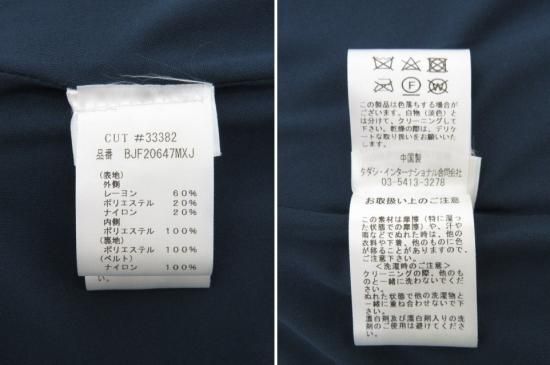 CUT #33382
品番 BJF20647MXJ
(表地)
外側
レーヨン 60%
ポリエステル 20%
ナイロン 20%
内側
ポリエステル 100%
(裏地)
ポリエステル 100%
(ベルト)
ナイロン 100%
い。
この製品は色落ちする場合が
ございます。白物(淡色)と
は分けて、クリーニングして
下さい。乾燥の際は、デリケ
ートな取り扱いをお願いいた
します。
中国製
タダシ・インターナショナル合同会社
03-5413-3278
お取扱い上のご注意
この素材は摩擦(特に湿っ
た状態での摩擦)や、汗や
雨などでぬれた時は、他の
衣料や下着、他のものに色が
移ることがありますので、
ご注意下さい。
<洗濯時のご注意>
クリーニングの際、他のもの
と一緒に洗わないでくださ
い。
ぬれた状態で他の洗濯物と
一緒に重ね合わせないで下
さい。
漂白剤及び漂白剤入りの洗
剤のご使用は避けてくださ
い。